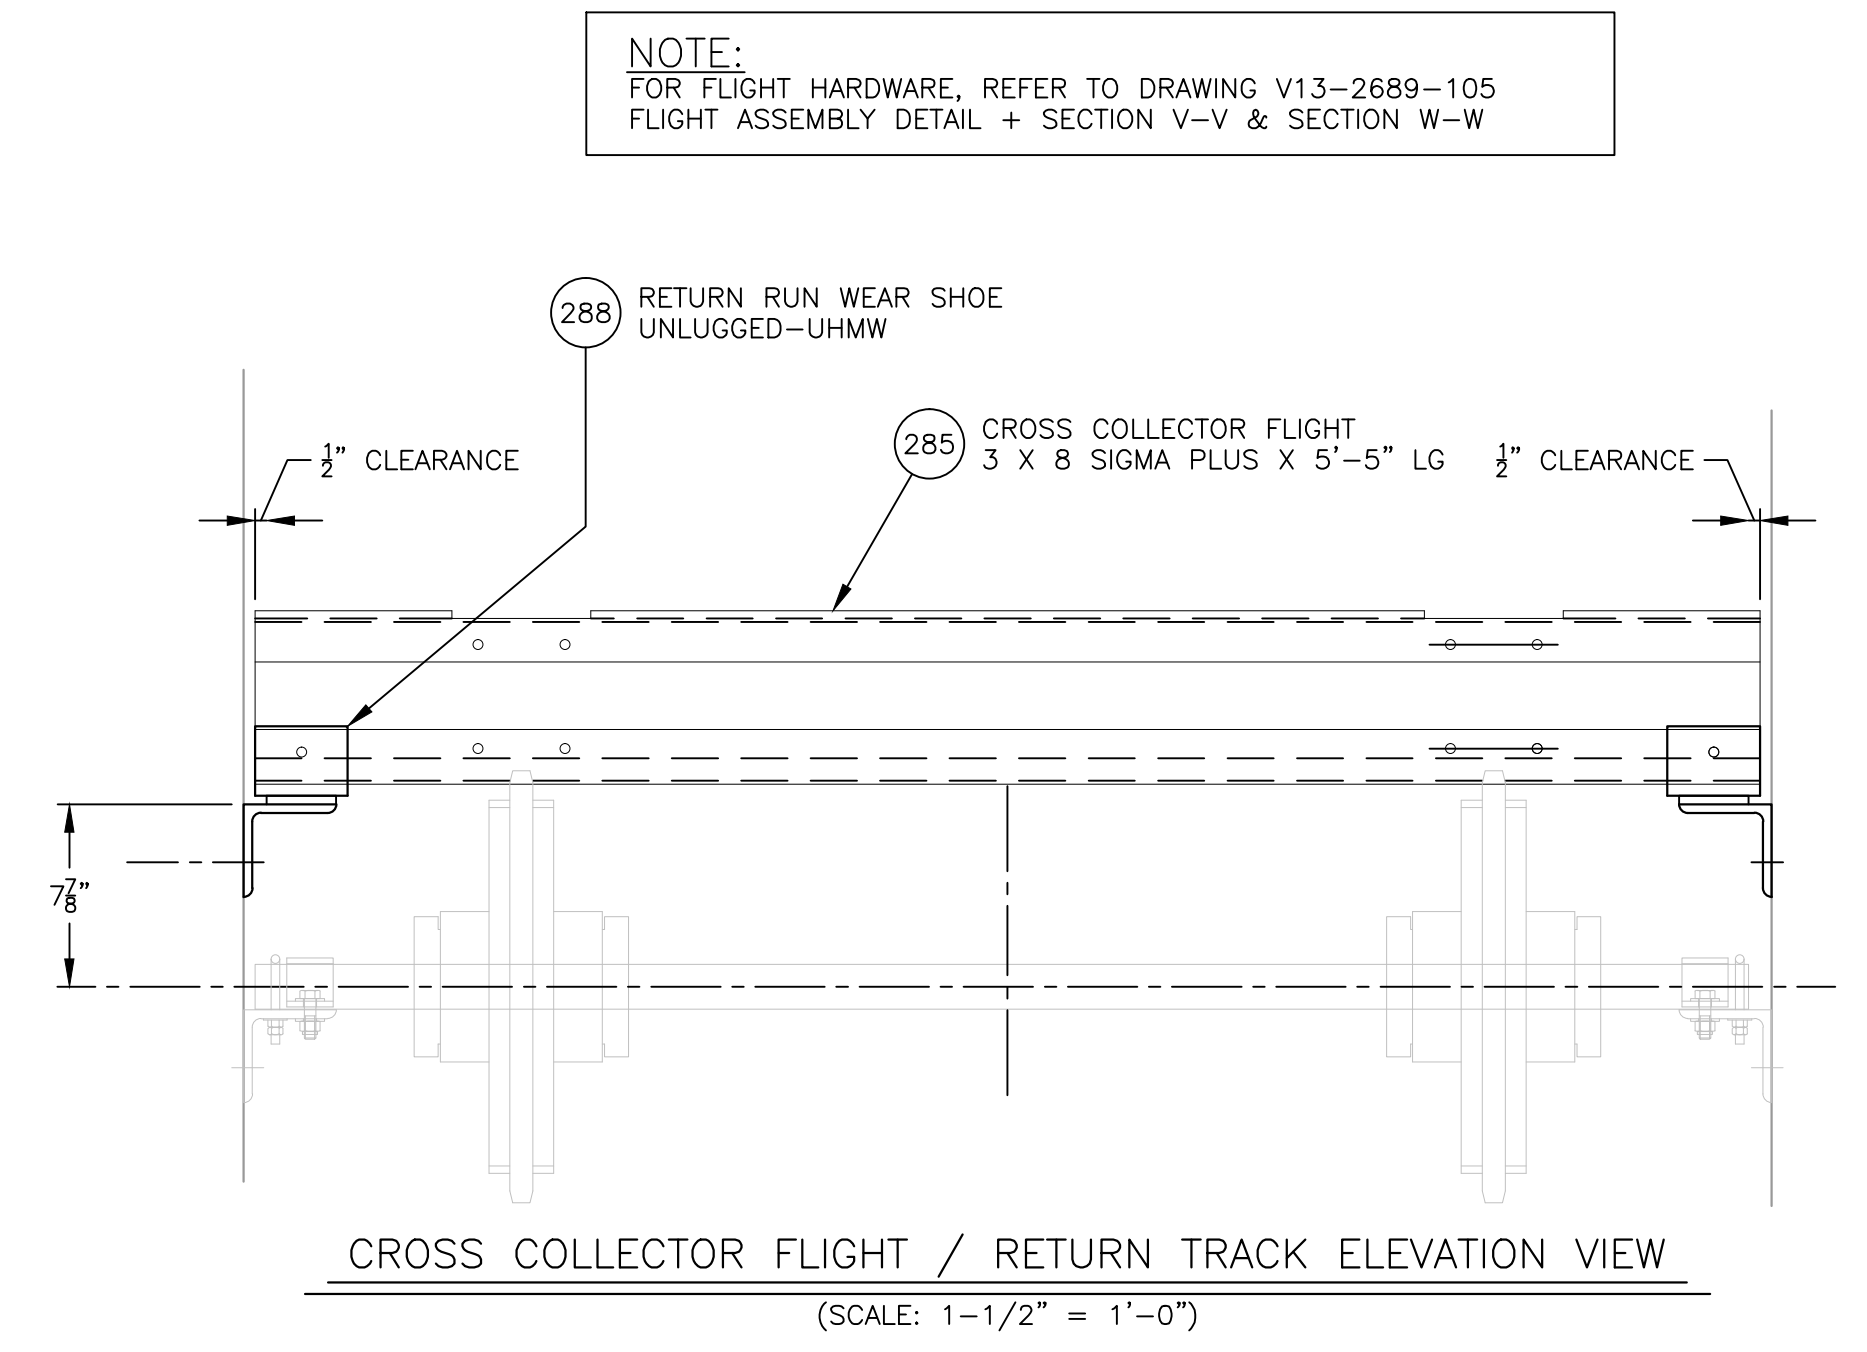 NOTE:
FOR FLIGHT HARDWARE, REFER TO DRAWING V13-2689-105
FLIGHT ASSEMBLY DETAIL + SECTION V-V & SECTION W-W
288
RETURN RUN WEAR SHOE
UNLUGGED-UHMW
285
CROSS COLLECTOR FLIGHT
3 X 8 SIGMA PLUS X 5'-5" LG
1/2" CLEARANCE
1/2" CLEARANCE
7 7/8"
CROSS COLLECTOR FLIGHT / RETURN TRACK ELEVATION VIEW
(SCALE: 1-1/2" = 1'-0")